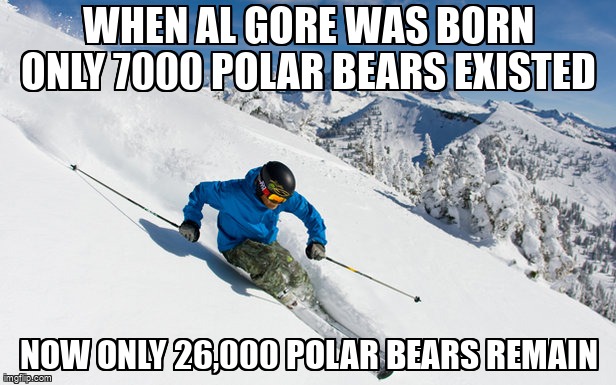 WHEN AL GORE WAS BORN
ONLY 7000 POLAR BEARS EXISTED
NOW ONLY 26,000 POLAR BEARS REMAIN
imgflip.com